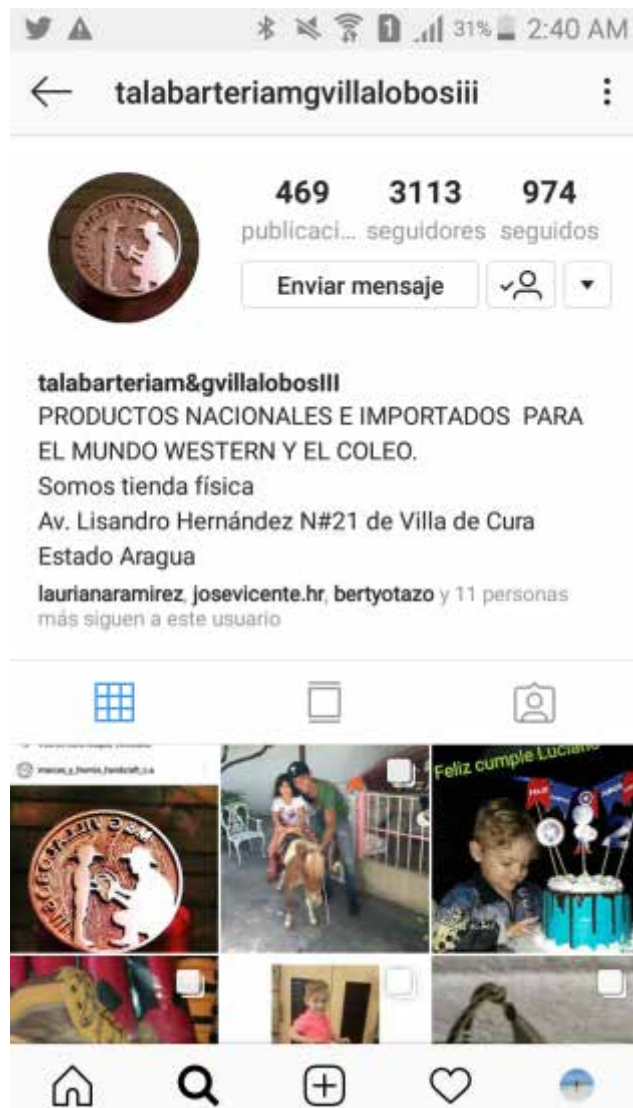 31% 2:40 AM
talabarteriamgvillalobosiii
469 3113 974
publicaci... seguidores seguidos
Enviar mensaje
talabarteriam&gvillalobosIII
PRODUCTOS NACIONALES E IMPORTADOS PARA
EL MUNDO WESTERN Y EL COLEO.
Somos tienda física
Av. Lisandro Hernández N#21 de Villa de Cura
Estado Aragua
laurianaramirez, josevicente.hr, bertyotazo y 11 personas
más siguen a este usuario
Feliz cumple Luciano
FELIZ